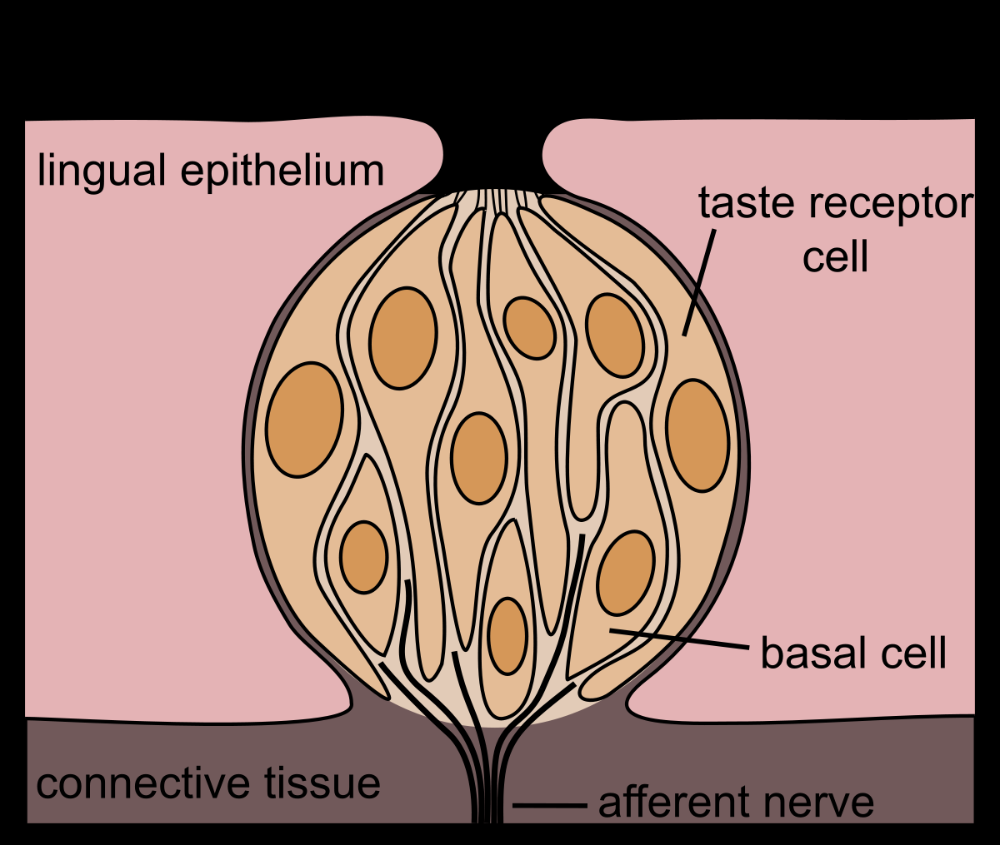 lingual epithelium
taste receptor
cell
basal cell
connective tissue
afferent nerve